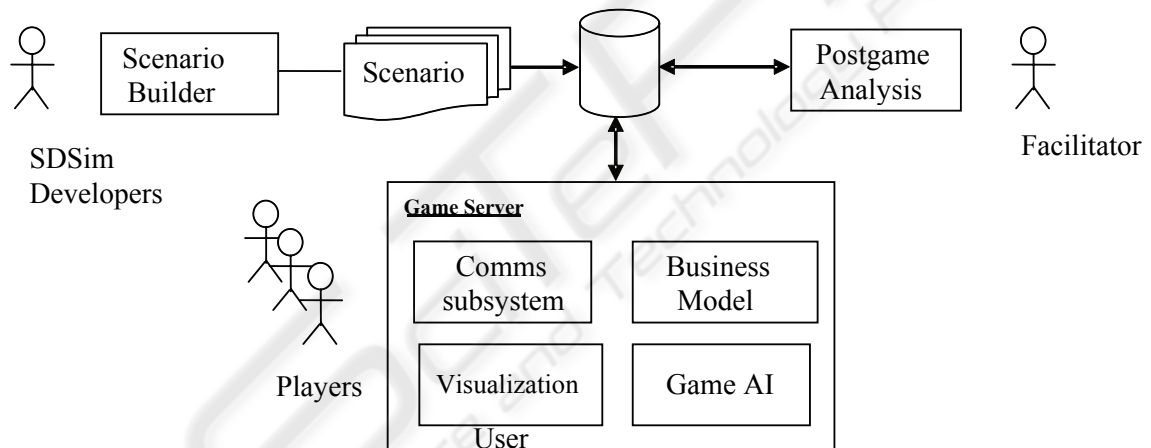 Scenario
Builder
Scenario
Postgame
Analysis
SDSim
Developers
Facilitator
Game Server
Comms
subsystem
Business
Model
Players
Visualization
Game AI
User